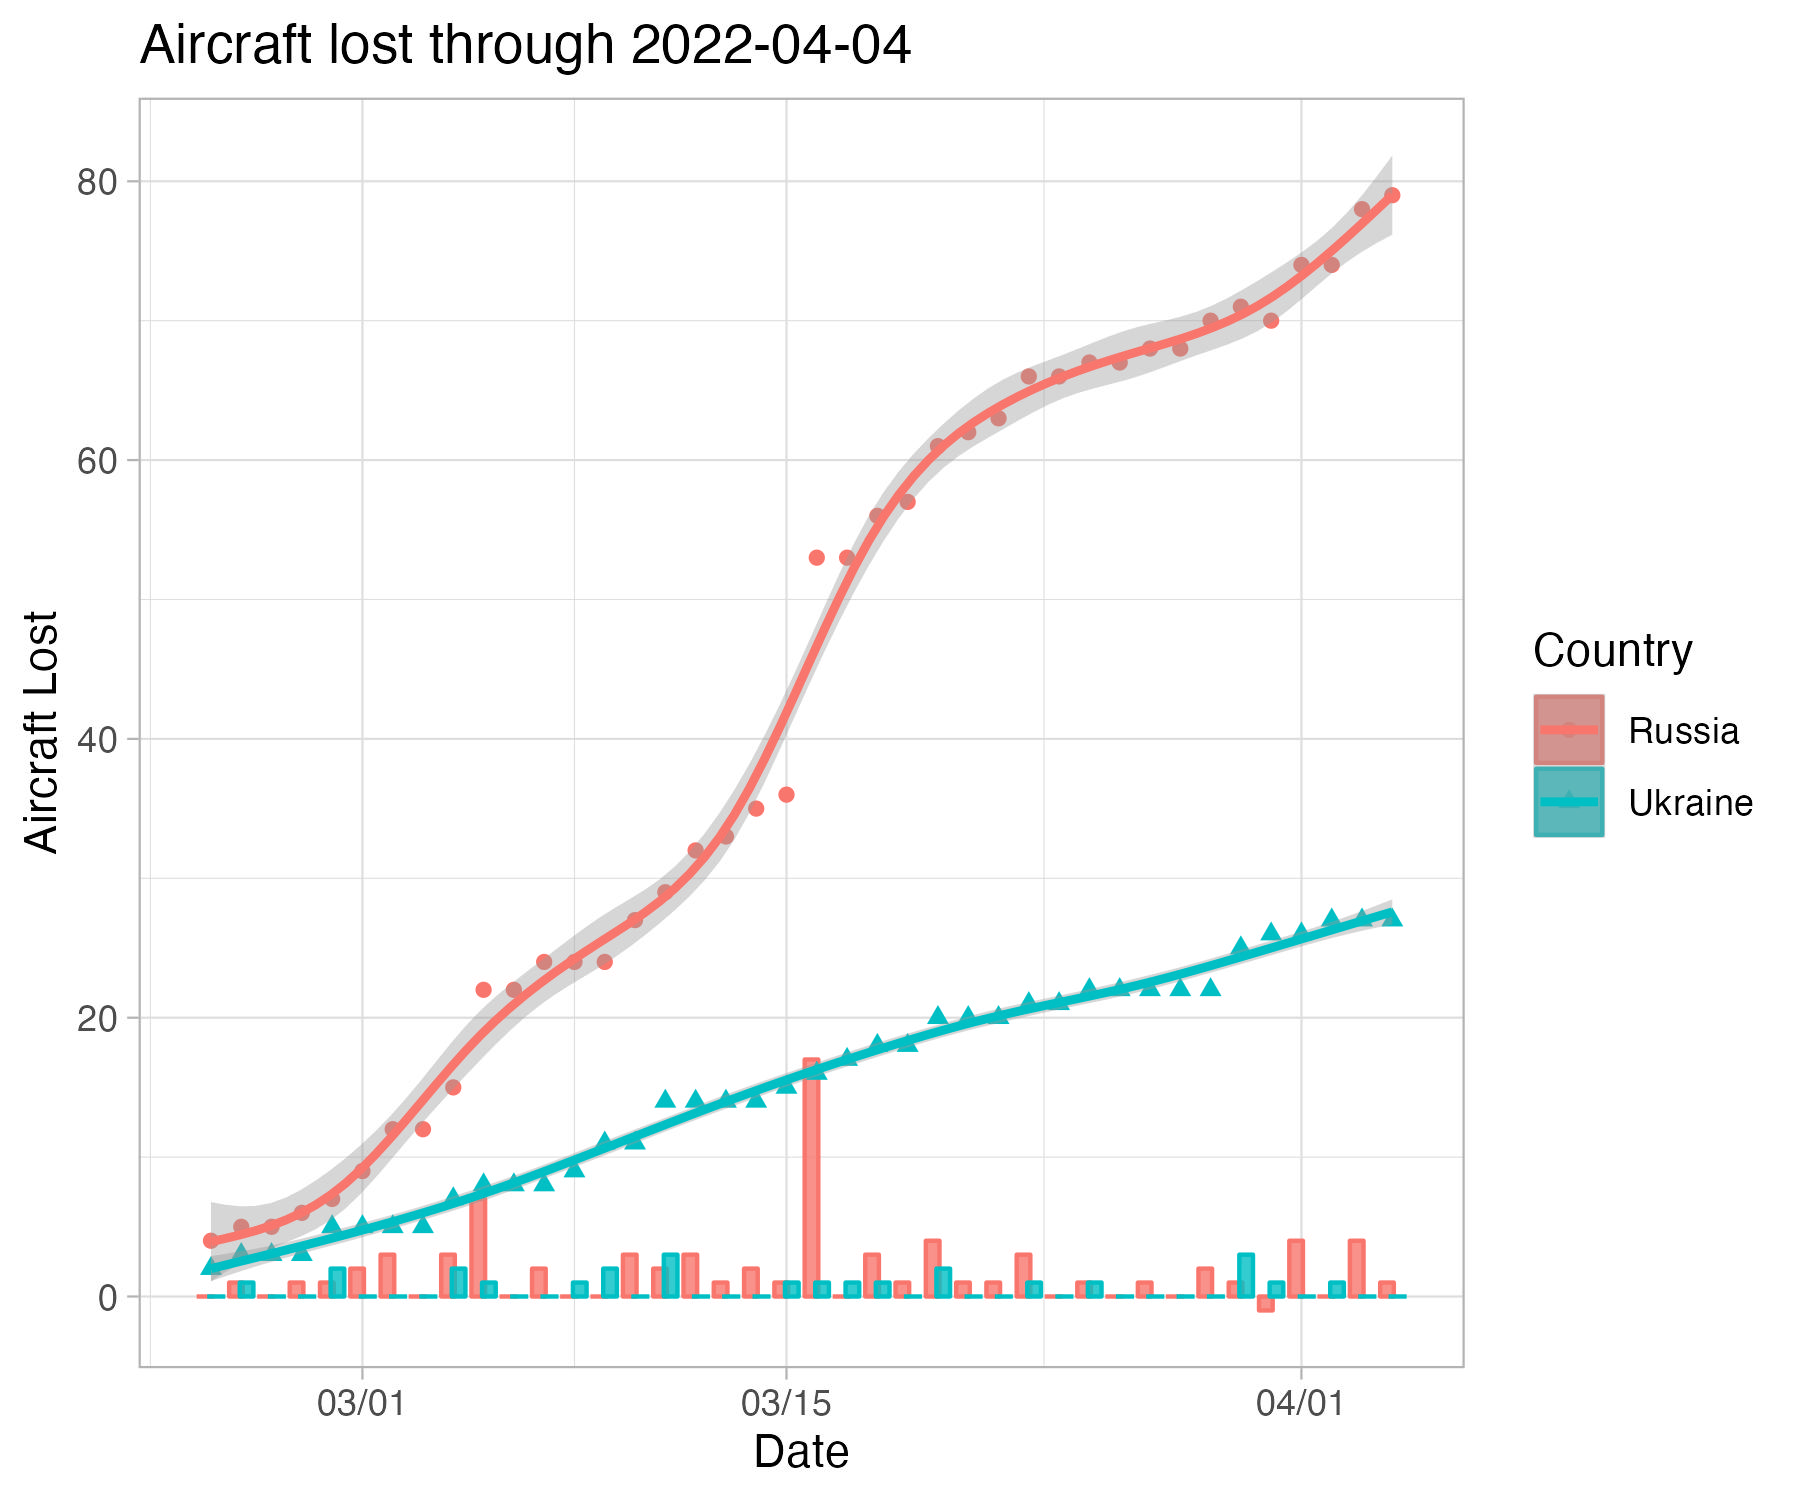 Aircraft lost through 2022-04-04
Aircraft Lost
80
60
40
20
0
03/01
03/15
04/01
Date
Country
Russia
Ukraine